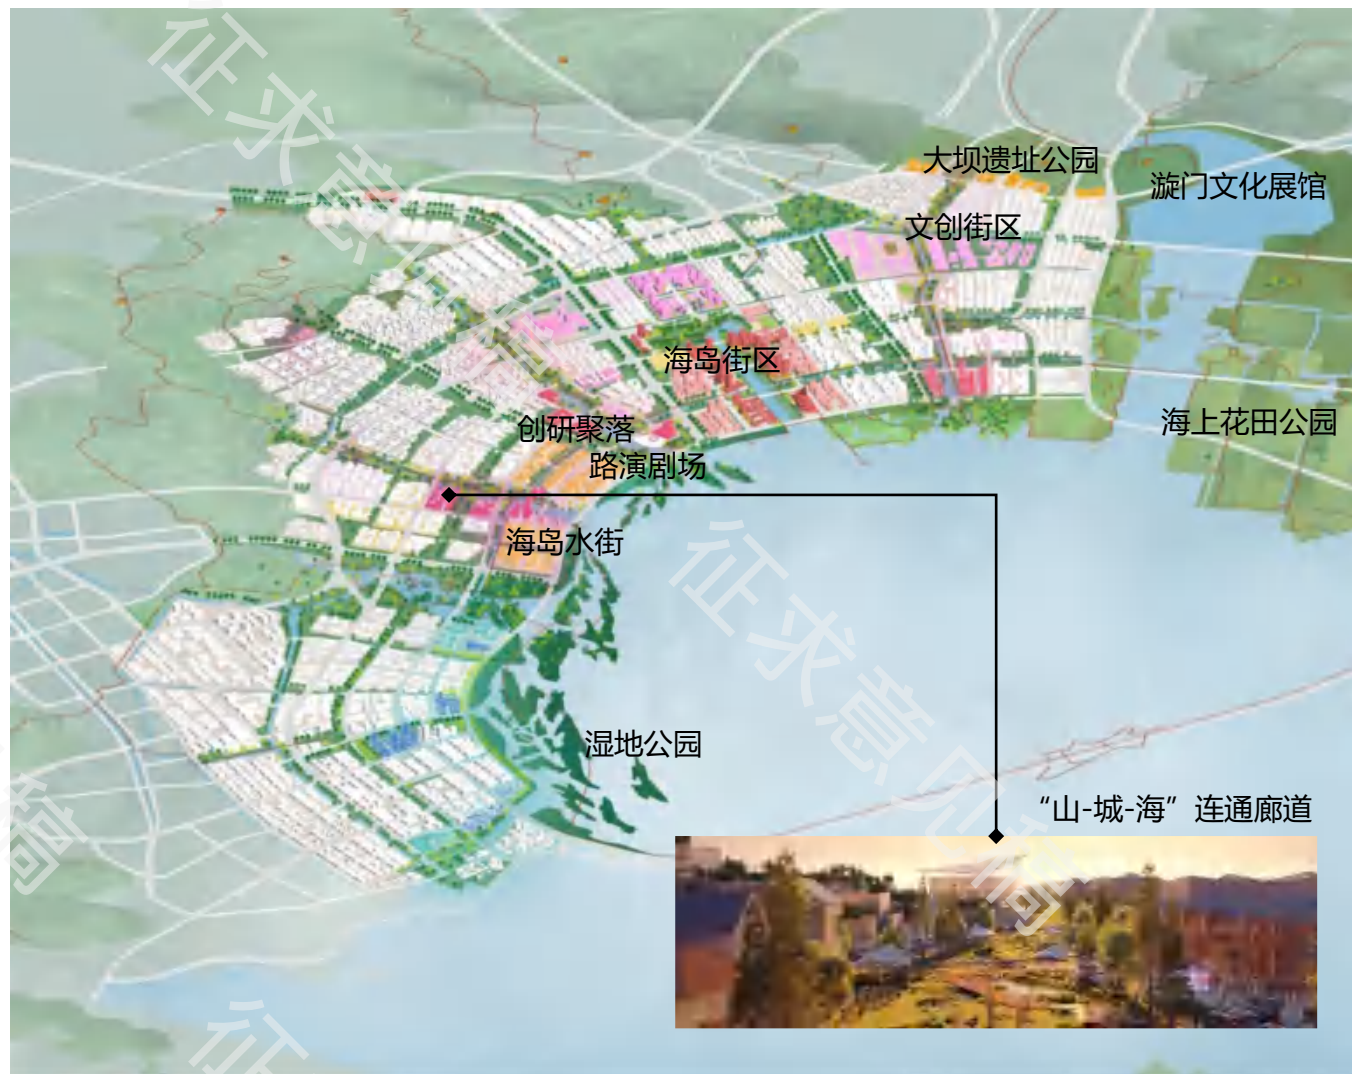 大坝遗址公园
漩门文化展馆
文创街区
海岛街区
海上花田公园
创研聚落
路演剧场
海岛水街
湿地公园
“山-城-海”连通廊道
征求意见稿
征求意见稿
稿
征